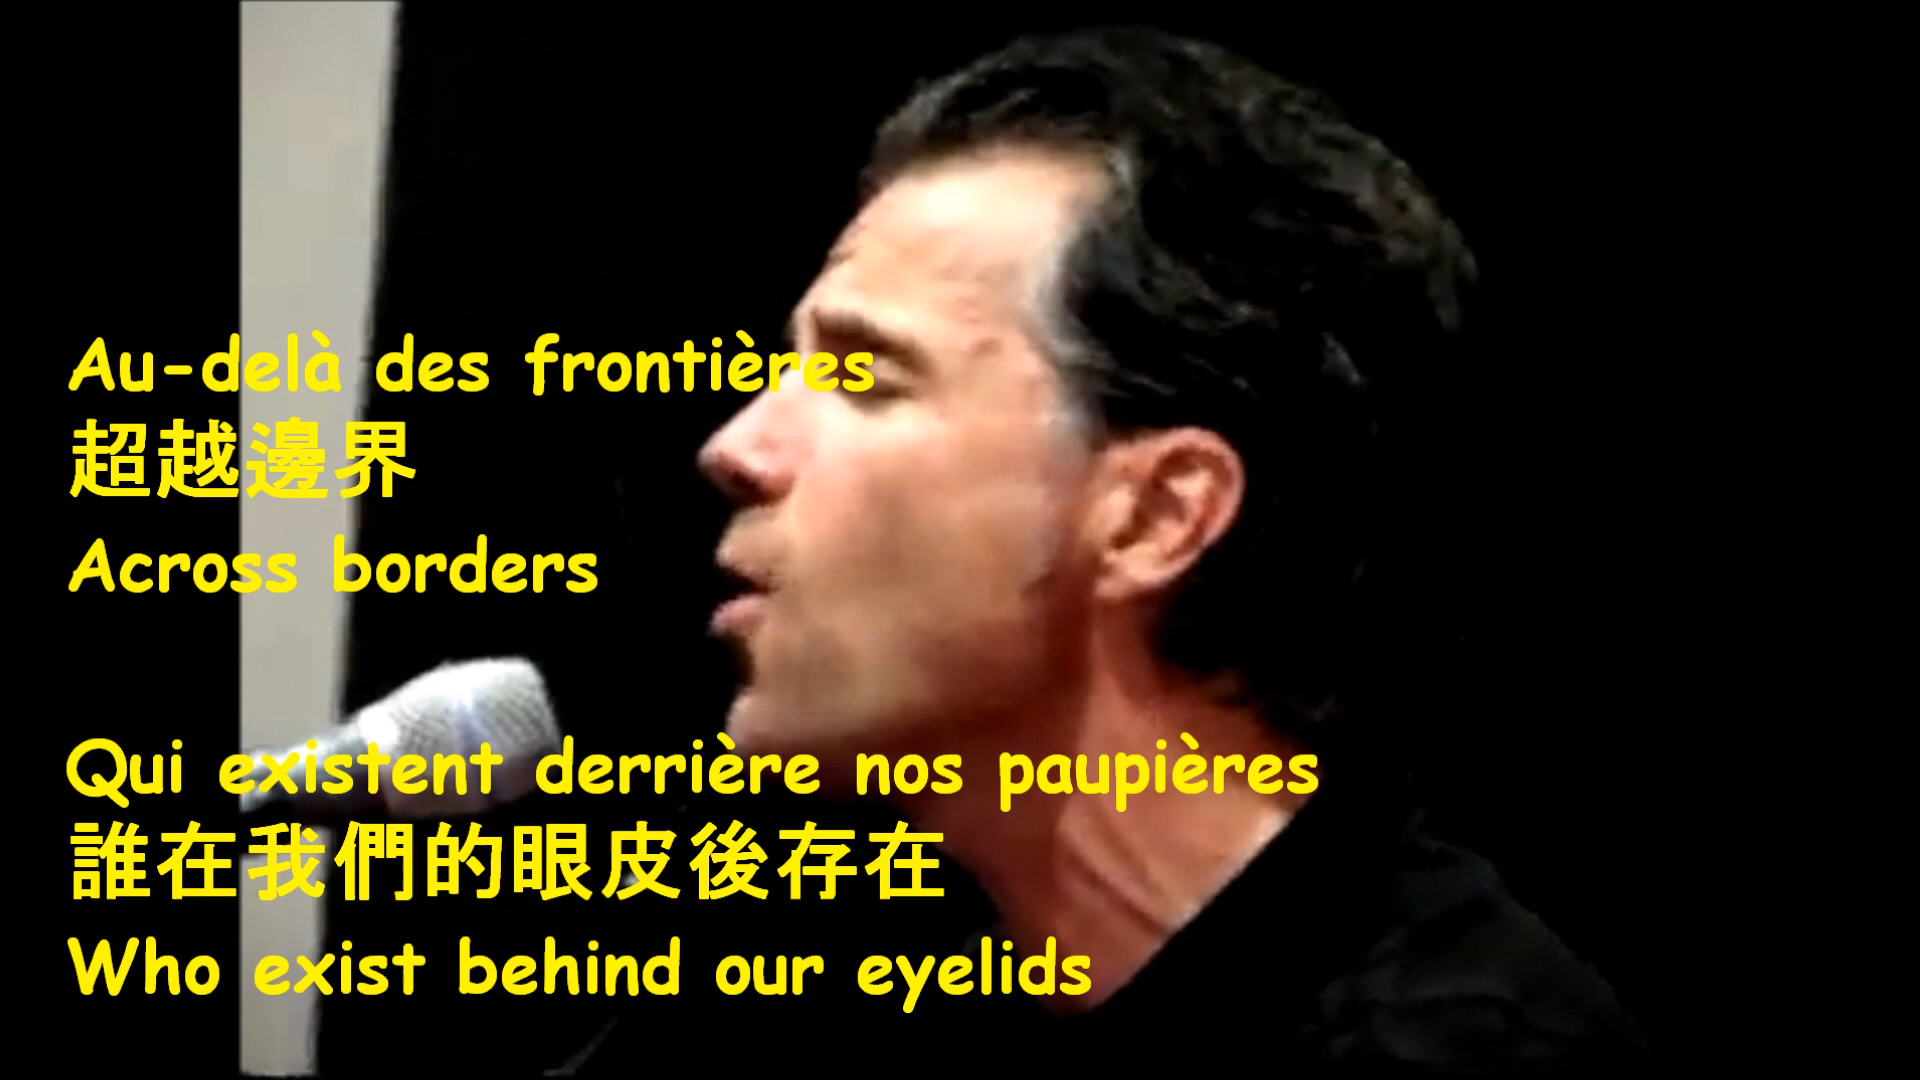 Au-delà des frontières
超越邊界
Across borders
Qui existent derrière nos paupières
誰在我們的眼皮後存在
Who exist behind our eyelids